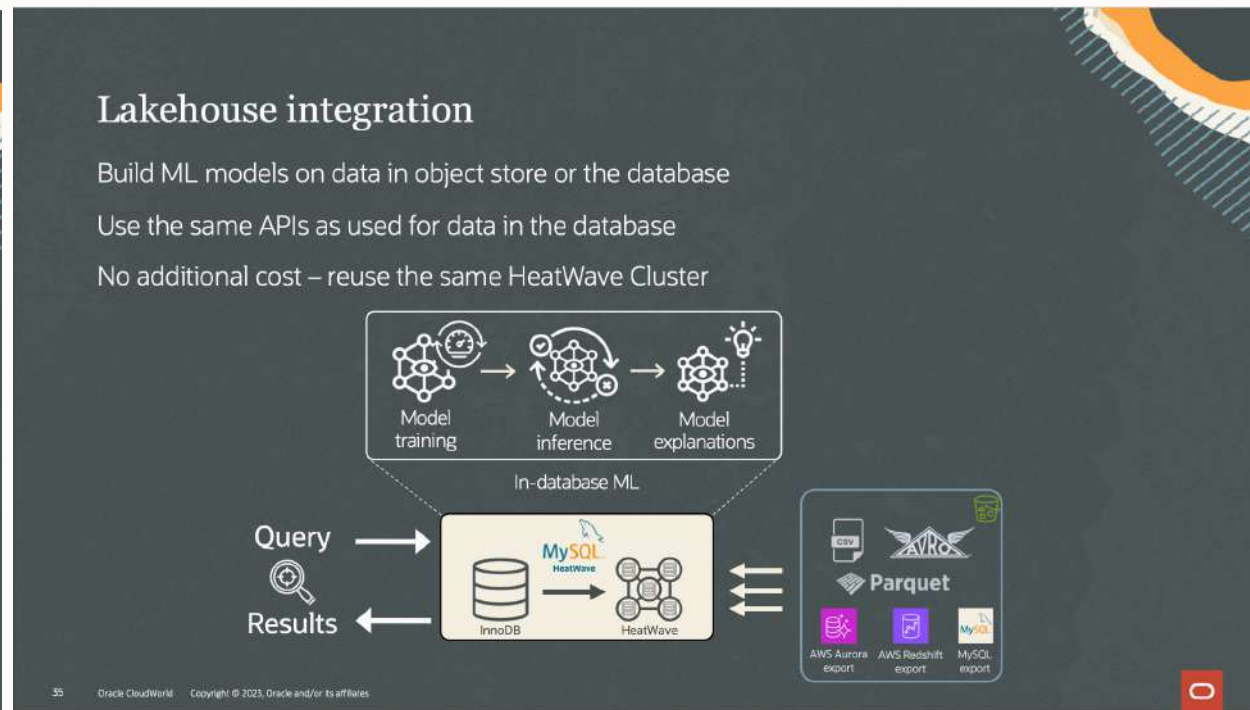 Lakehouse integration
Build ML models on data in object store or the database
Use the same APIs as used for data in the database
No additional cost – reuse the same HeatWave Cluster
Model
training
Model
inference
Model
explanations
In-database ML
Query
Results
MySQL
HeatWave
InnoDB
HeatWave
CSV
AVRO
Parquet
AWS Aurora
export
AWS Redshift
export
MySQL
MySQL
export
35 Oracle CloudWorld Copyright © 2023, Oracle and/or its affiliates